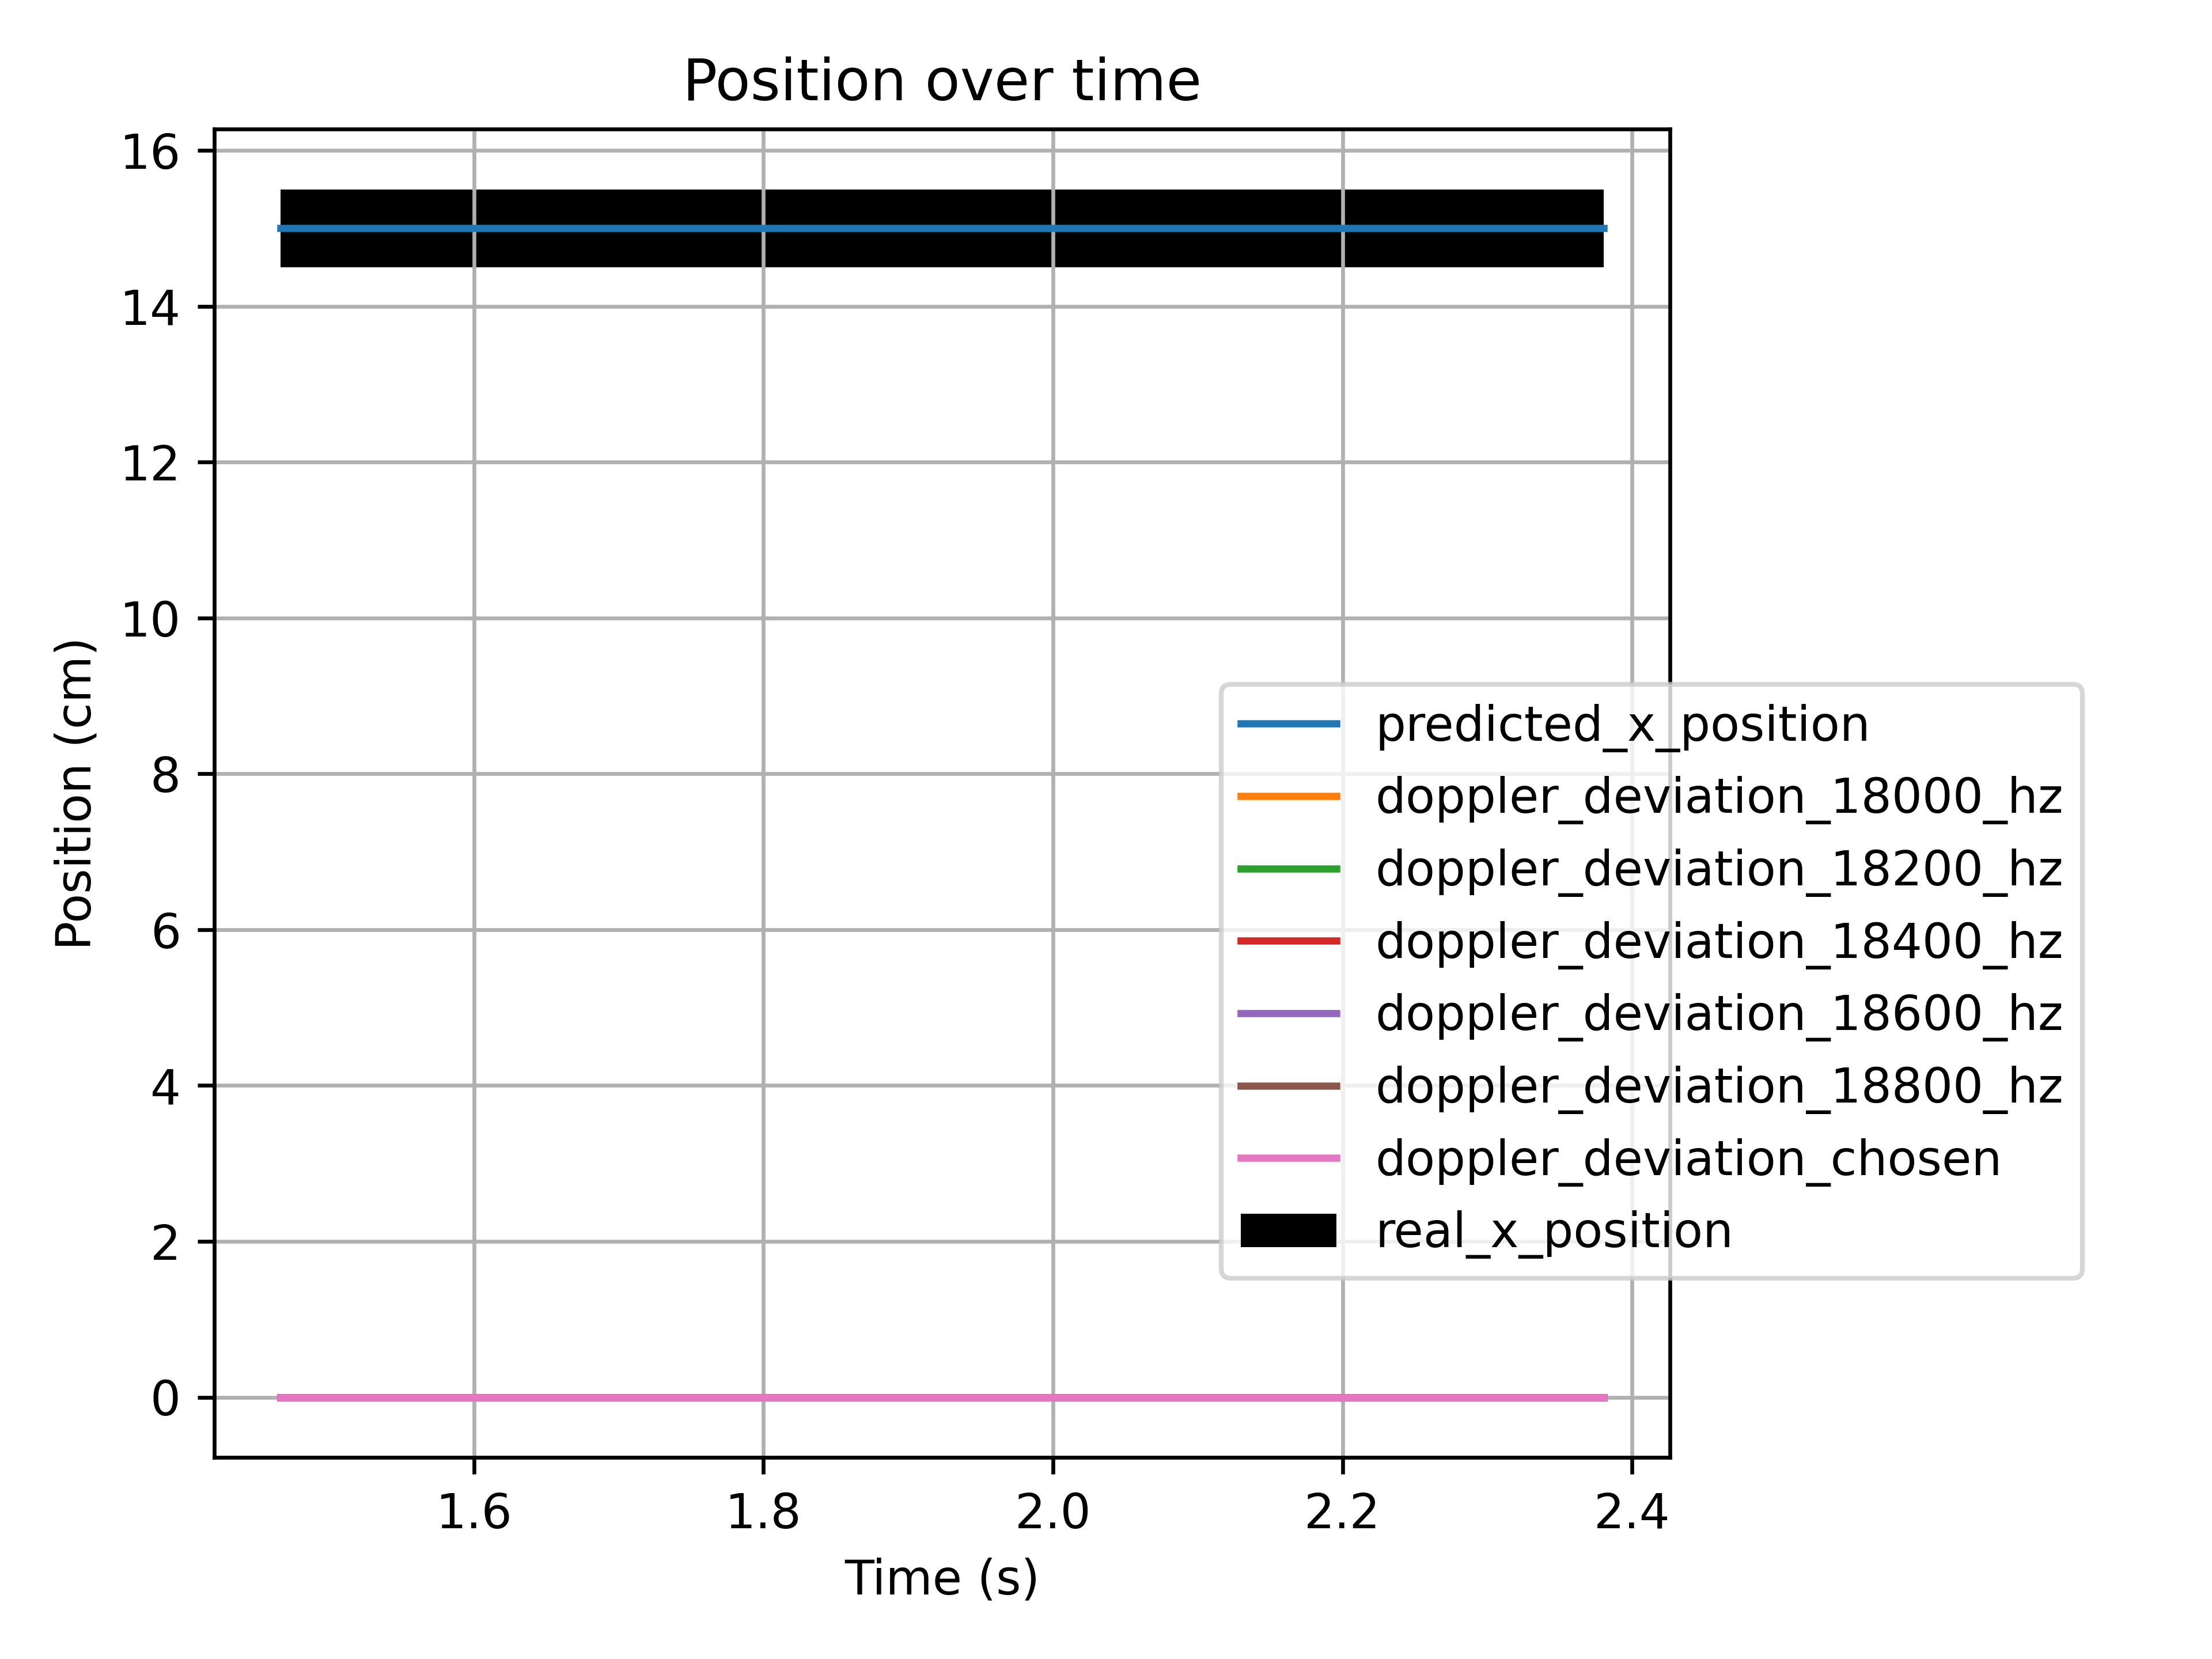 Position over time
16
14
12
10
8
6
4
2
0
Position (cm)
predicted_x_position
doppler_deviation_18000_hz
doppler_deviation_18200_hz
doppler_deviation_18400_hz
doppler_deviation_18600_hz
doppler_deviation_18800_hz
doppler_deviation_chosen
real_x_position
1.6 1.8 2.0 2.2 2.4
Time (s)